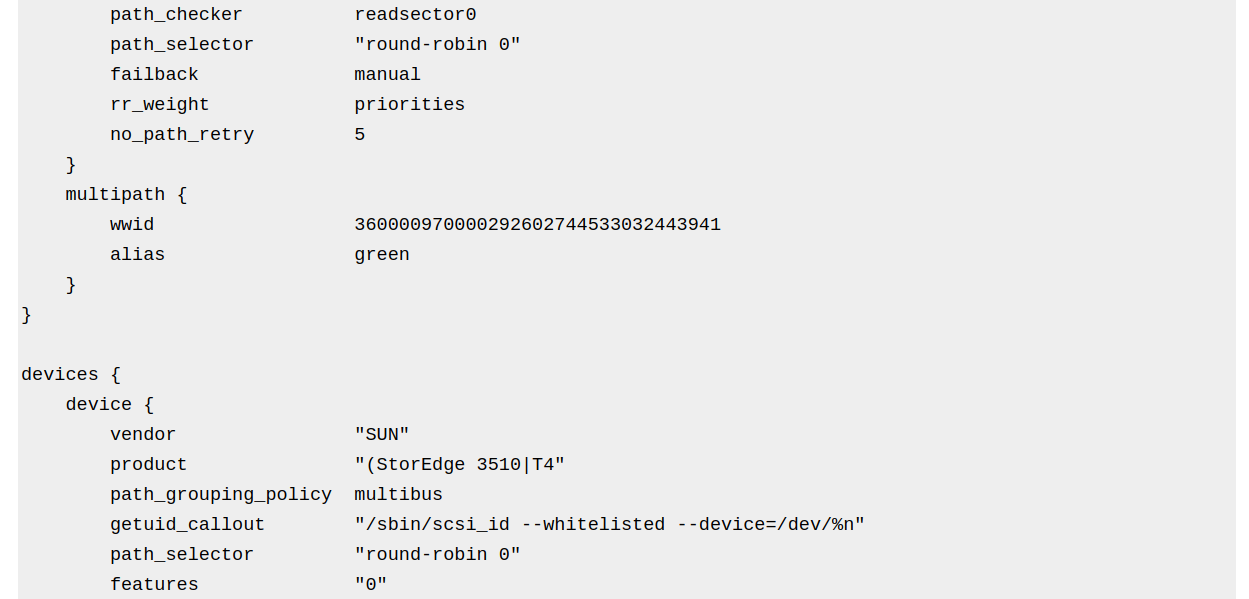 path_checker          readsector0
        path_selector         "round-robin 0"
        failback              manual
        rr_weight             priorities
        no_path_retry         5
    }
    multipath {
        wwid                  360000970000292602744533032443941
        alias                 green
    }
}

devices {
    device {
        vendor                "SUN"
        product               "(StorEdge 3510|T4"
        path_grouping_policy  multibus
        getuid_callout        "/sbin/scsi_id --whitelisted --device=/dev/%n"
        path_selector         "round-robin 0"
        features              "0"